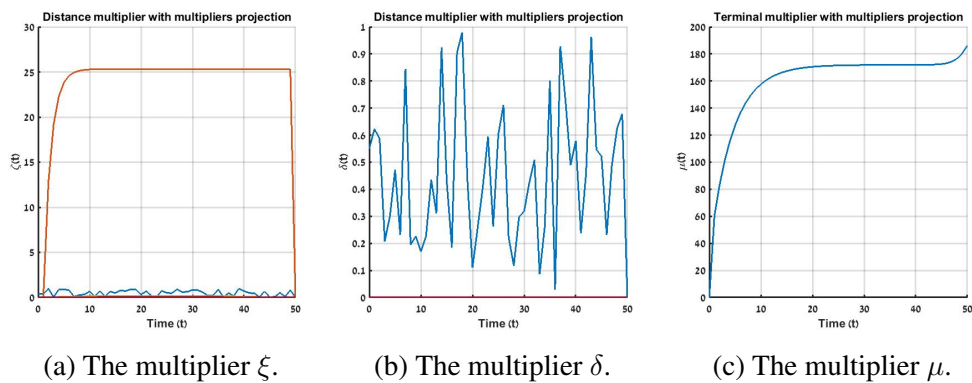 Distance multiplier with multipliers projection
30
25
20
15
10
5
0
ζ(t)
0 10 20 30 40 50
Time (t)
(a) The multiplier ξ.
Distance multiplier with multipliers projection
1
0.9
0.8
0.7
0.6
0.5
0.4
0.3
0.2
0.1
0
δ(t)
0 10 20 30 40 50
Time (t)
(b) The multiplier δ.
Terminal multiplier with multipliers projection
200
180
160
140
120
100
80
60
40
20
0
μ(t)
0 10 20 30 40 50
Time (t)
(c) The multiplier μ.